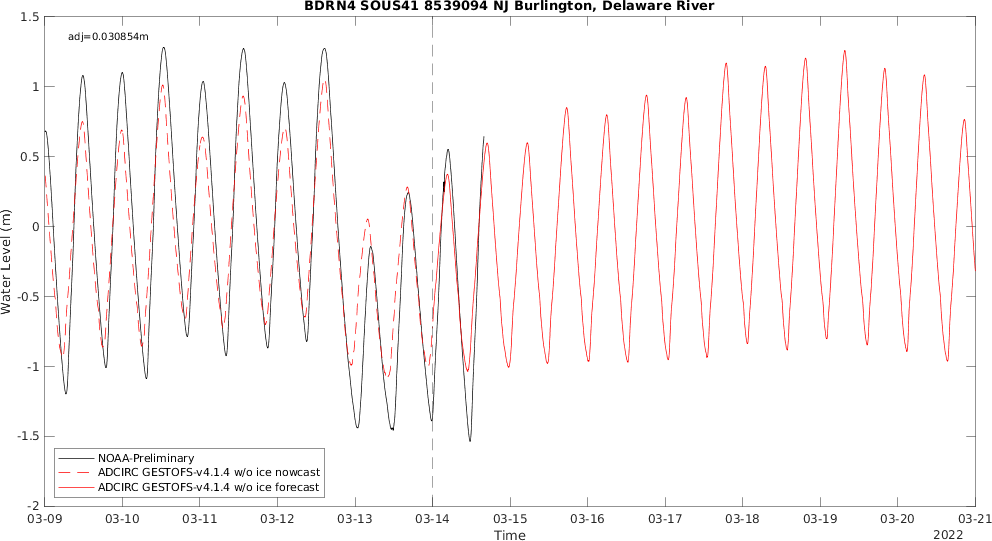 BDRN4 SOUS41 8539094 NJ Burlington, Delaware River
adj=0.030854m
1.5
1
0.5
0
-0.5
-1
-1.5
-2
Water Level (m)
NOAA-Preliminary
ADCIRC GESTOFS-v4.1.4 w/o ice nowcast
ADCIRC GESTOFS-v4.1.4 w/o ice forecast
03-09 03-10 03-11 03-12 03-13 03-14 03-15 03-16 03-17 03-18 03-19 03-20 03-21
Time
2022